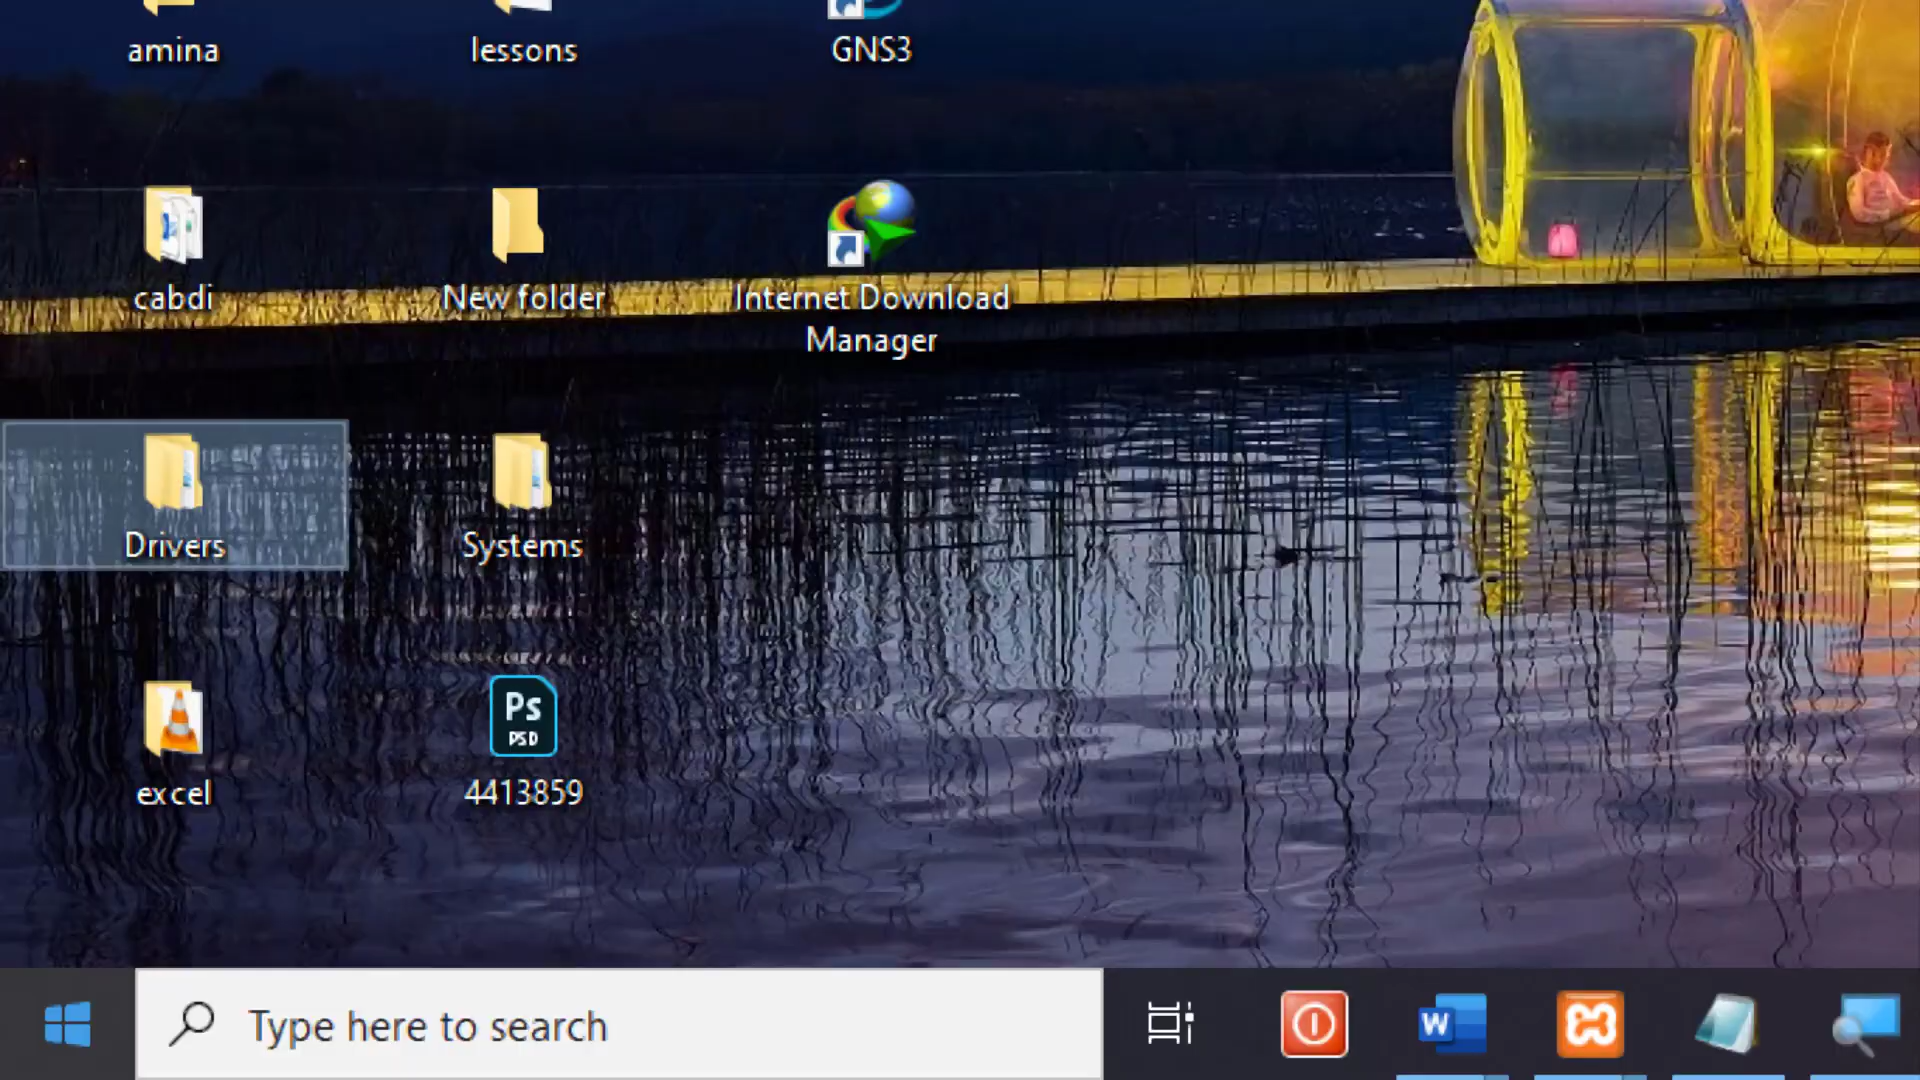 amina
lessons
GNS3
cabdi
New folder
Internet Download
Manager
Drivers
Systems
excel
Ps
PSD
4413859
Type here to search
W